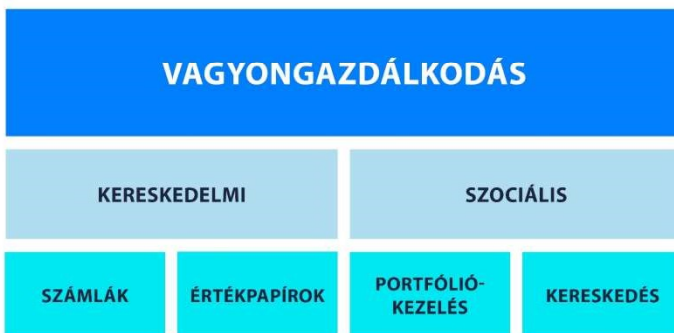 VAGYONGAZDÁLKODÁS
KERESKEDELMI
SZOCIÁLIS
SZÁMLÁK
ÉRTÉKPAPÍROK
PORTFÓLIÓ-
KEZELÉS
KERESKEDÉS